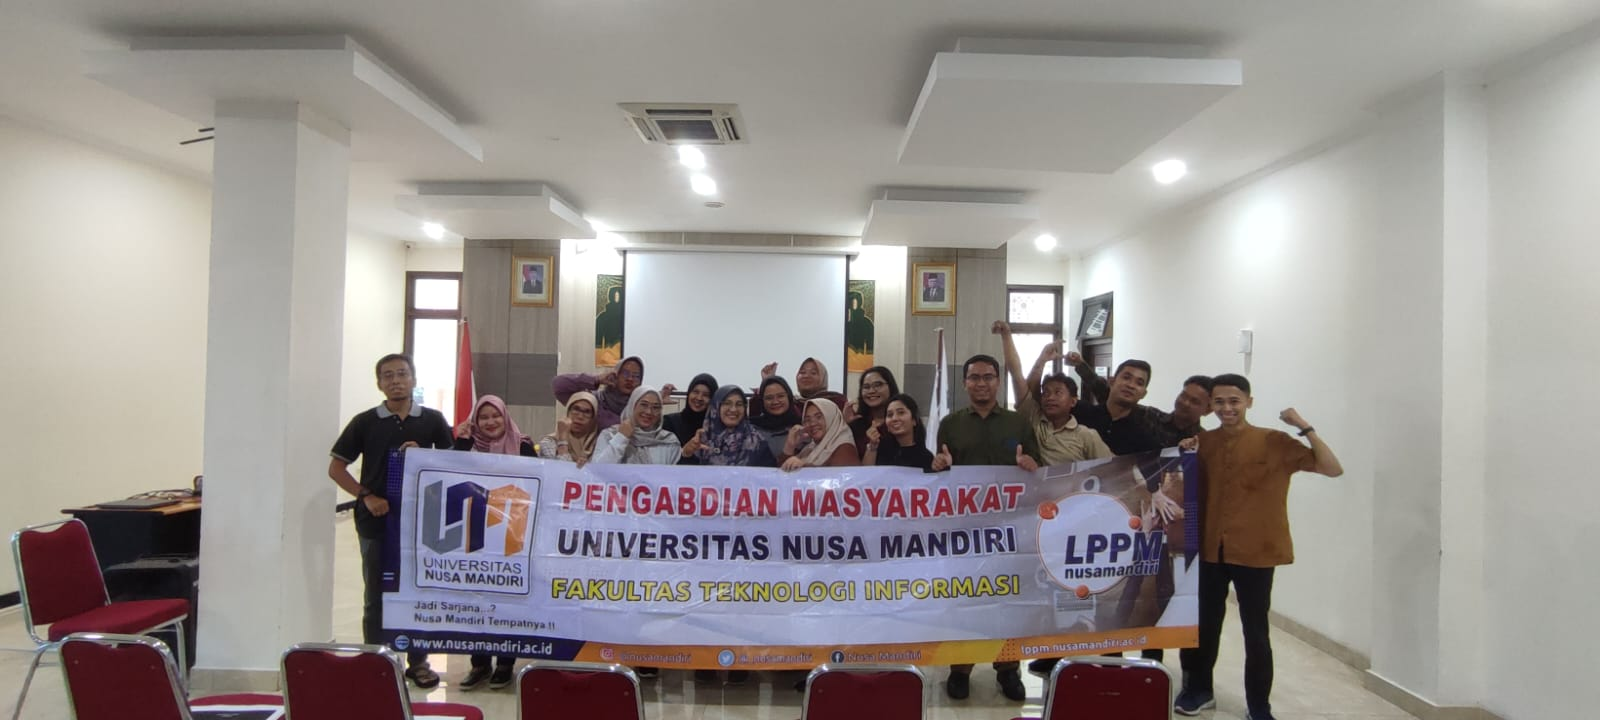 UNIVERSITAS
NUSA MANDIRI
Jadi Sarjana...?
Nusa Mandiri Tempatnya !!
PENGABDIAN MASYARAKAT
UNIVERSITAS NUSA MANDIRI
FAKULTAS TEKNOLOGI INFORMASI
LPPM
nusamandiri
www.nusamandiri.ac.id
@nusamandiri
@_nusamandiri
Nusa Mandiri
lppm.nusamandiri.ac.id